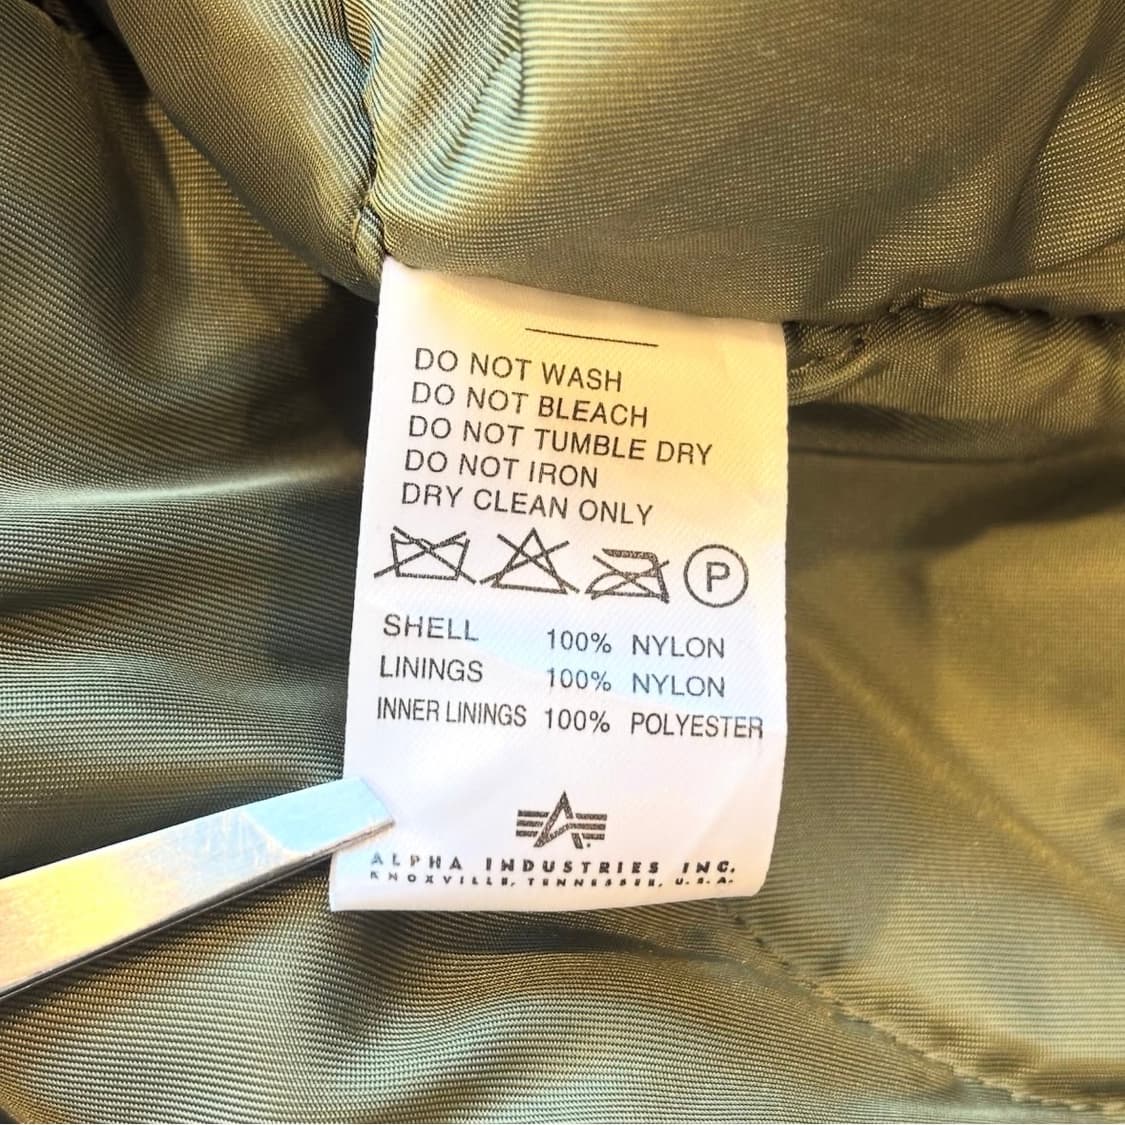 DO NOT WASH
DO NOT BLEACH
DO NOT TUMBLE DRY
DO NOT IRON
DRY CLEAN ONLY
P
SHELL 100% NYLON
LININGS 100% NYLON
INNER LININGS 100% POLYESTER
ALPHA INDUSTRIES INC.
KNOXVILLE, TENNESSEE, U.S.A.